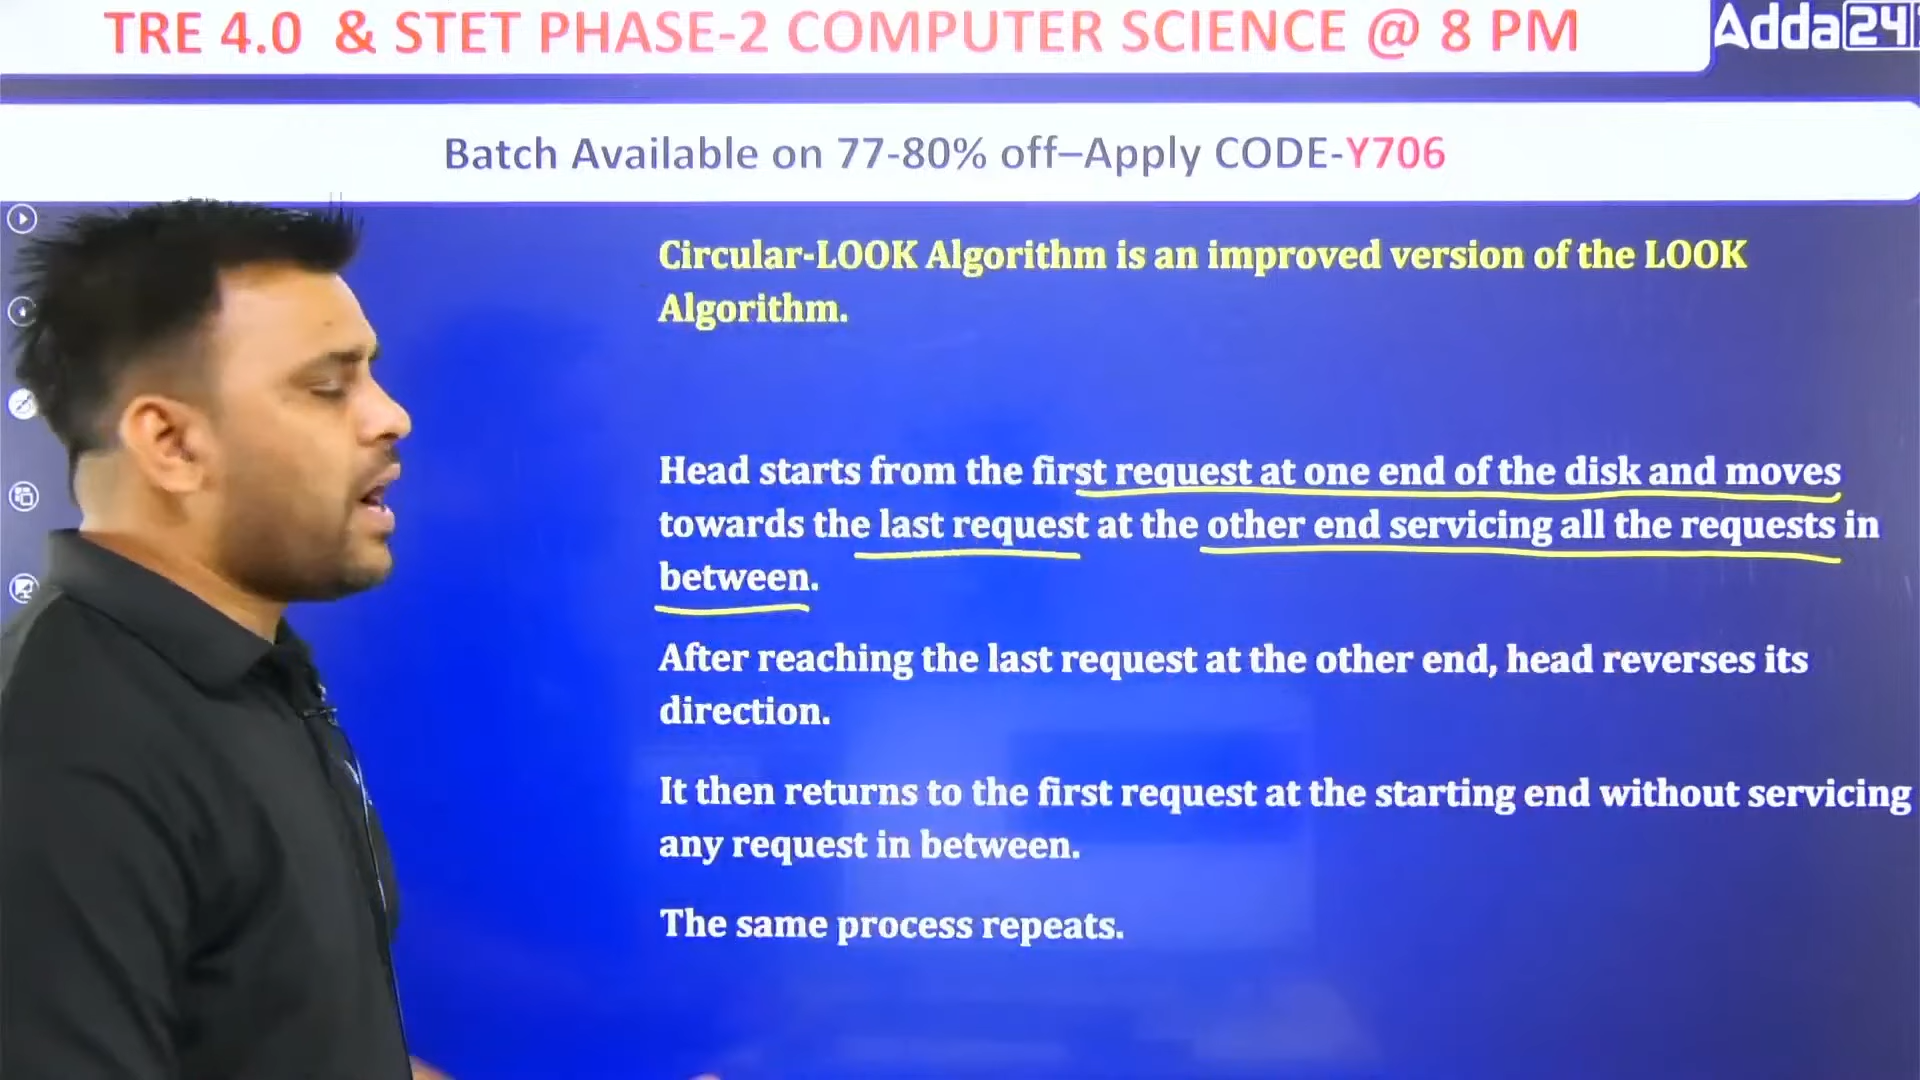 TRE 4.0 & STET PHASE-2 COMPUTER SCIENCE @ 8 PM
Adda24
Batch Available on 77-80% off–Apply CODE-Y706
Circular-LOOK Algorithm is an improved version of the LOOK
Algorithm.
Head starts from the first request at one end of the disk and moves
towards the last request at the other end servicing all the requests in
between.
After reaching the last request at the other end, head reverses its
direction.
It then returns to the first request at the starting end without servicing
any request in between.
The same process repeats.